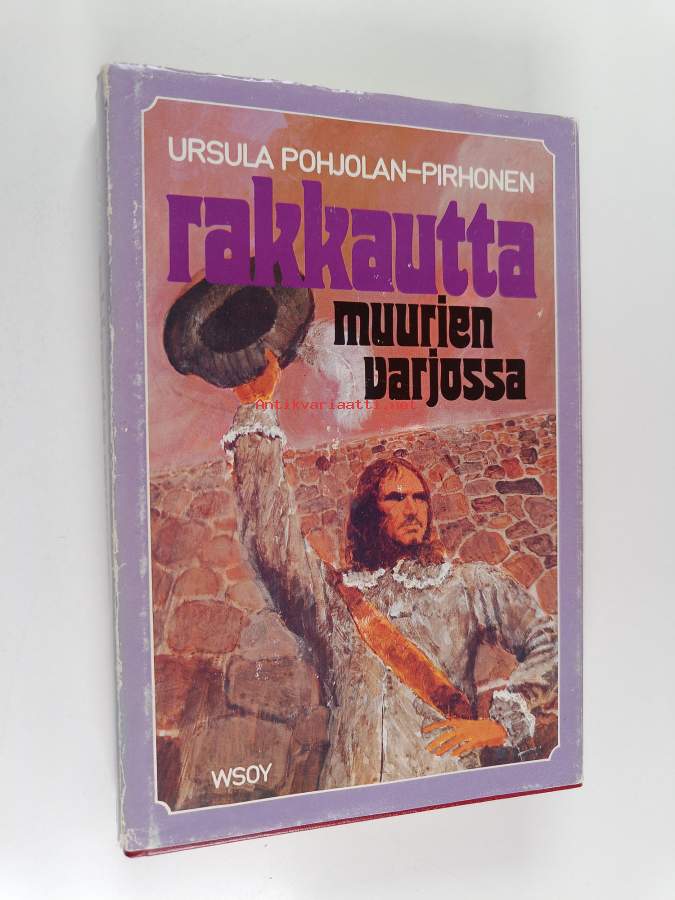 URSULA POHJOLAN-PIRHONEN
rakkautta
muurien
varjossa
Antikvariaatti.net
WSOY